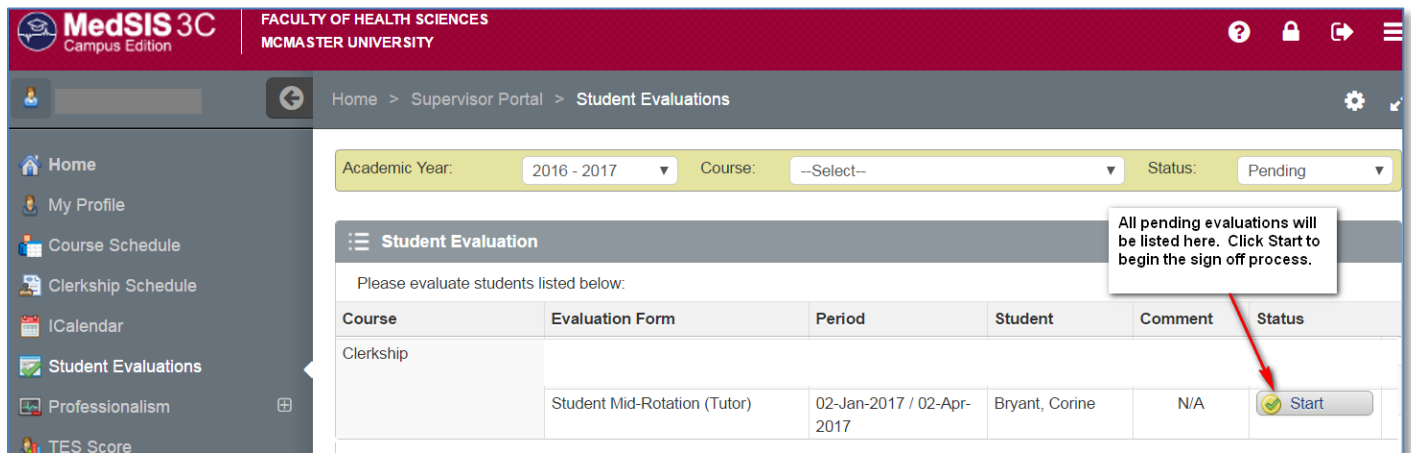 MedSIS 3C
Campus Edition
FACULTY OF HEALTH SCIENCES
MCMASTER UNIVERSITY
Home > Supervisor Portal > Student Evaluations
Home
My Profile
Course Schedule
Clerkship Schedule
ICalendar
Student Evaluations
Professionalism
TES Score
Academic Year: 2016 - 2017 Course: --Select-- Status: Pending
All pending evaluations will
be listed here. Click Start to
begin the sign off process.
Student Evaluation
Please evaluate students listed below:
Course Evaluation Form Period Student Comment Status
Clerkship
Student Mid-Rotation (Tutor) 02-Jan-2017 / 02-Apr- Bryant, Corine N/A Start
2017